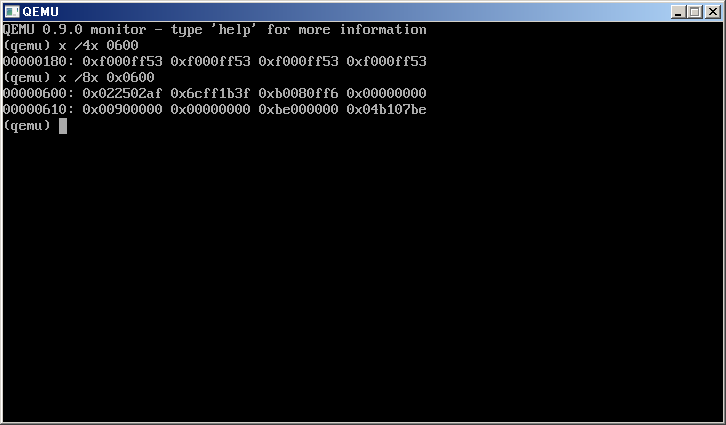 QEMU
QEMU 0.9.0 monitor - type 'help' for more information
(qemu) x /4x 0600
00000180: 0xf000ff53 0xf000ff53 0xf000ff53 0xf000ff53
(qemu) x /8x 0x0600
00000600: 0x022502af 0x6cff1b3f 0xb0080ff6 0x00000000
00000610: 0x00900000 0x00000000 0xbe000000 0x04b107be
(qemu)